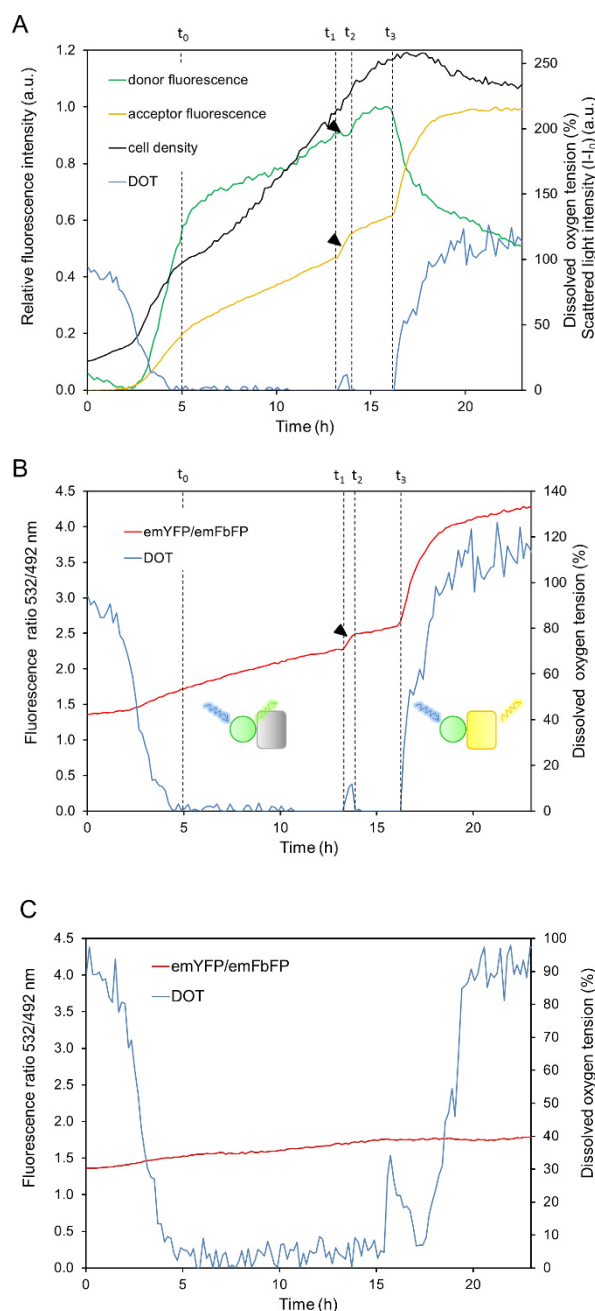 A
t₀
t₁ t₂ t₃
Relative fluorescence intensity (a.u.)
1.2
1.0
0.8
0.6
0.4
0.2
0.0
donor fluorescence
acceptor fluorescence
cell density
DOT
250
200
150
100
50
0
Dissolved oxygen tension (%)
Scattered light intensity (I-I₀) (a.u.)
0 5 10 15 20
Time (h)
B
t₀
t₁ t₂ t₃
Fluorescence ratio 532/492 nm
4.5
4.0
3.5
3.0
2.5
2.0
1.5
1.0
0.5
0.0
emYFP/emFbFP
DOT
140
120
100
80
60
40
20
0
Dissolved oxygen tension (%)
0 5 10 15 20
Time (h)
C
Fluorescence ratio 532/492 nm
4.5
4.0
3.5
3.0
2.5
2.0
1.5
1.0
0.5
0.0
emYFP/emFbFP
DOT
100
90
80
70
60
50
40
30
20
10
0
Dissolved oxygen tension (%)
0 5 10 15 20
Time (h)